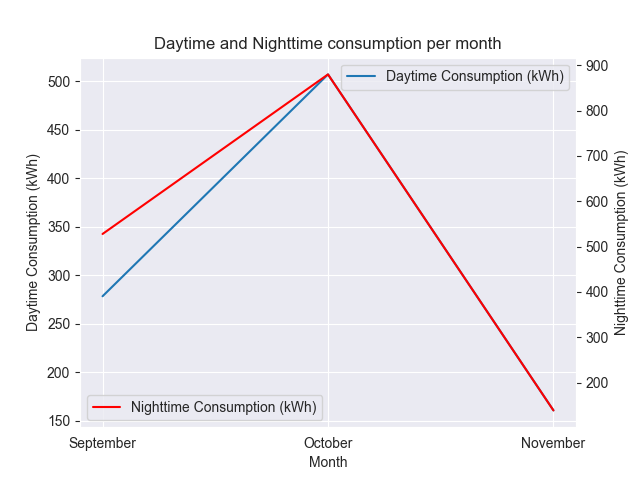 Daytime and Nighttime consumption per month
Daytime Consumption (kWh)
Nighttime Consumption (kWh)
500
450
400
350
300
250
200
150
Daytime Consumption (kWh)
900
800
700
600
500
400
300
200
Nighttime Consumption (kWh)
September
October
November
Month